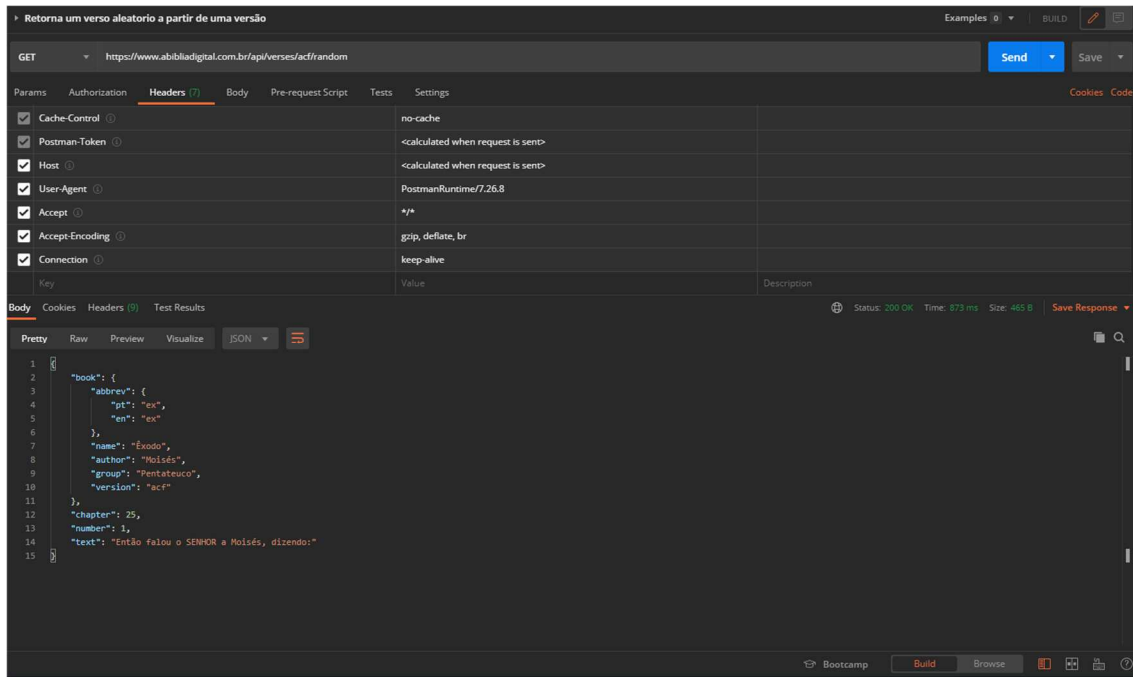 Retorna um verso aleatorio a partir de uma versão
Examples 0
BUILD
GET
https://www.abibliadigital.com.br/api/verses/acf/random
Send
Save
Params Authorization Headers (7) Body Pre-request Script Tests Settings
Cookies Code
Cache-Control no-cache
Postman-Token <calculated when request is sent>
Host <calculated when request is sent>
User-Agent PostmanRuntime/7.26.8
Accept */*
Accept-Encoding gzip, deflate, br
Connection keep-alive
Key Value Description
Body Cookies Headers (9) Test Results
Status: 200 OK Time: 873 ms Size: 465 B Save Response
Pretty Raw Preview Visualize JSON
1 {
2 "book": {
3 "abbrev": {
4 "pt": "ex",
5 "en": "ex"
6 },
7 "name": "Êxodo",
8 "author": "Moisés",
9 "group": "Pentateuco",
10 "version": "acf"
11 },
12 "chapter": 25,
13 "number": 1,
14 "text": "Então falou o SENHOR a Moisés, dizendo:"
15 }
Bootcamp Build Browse